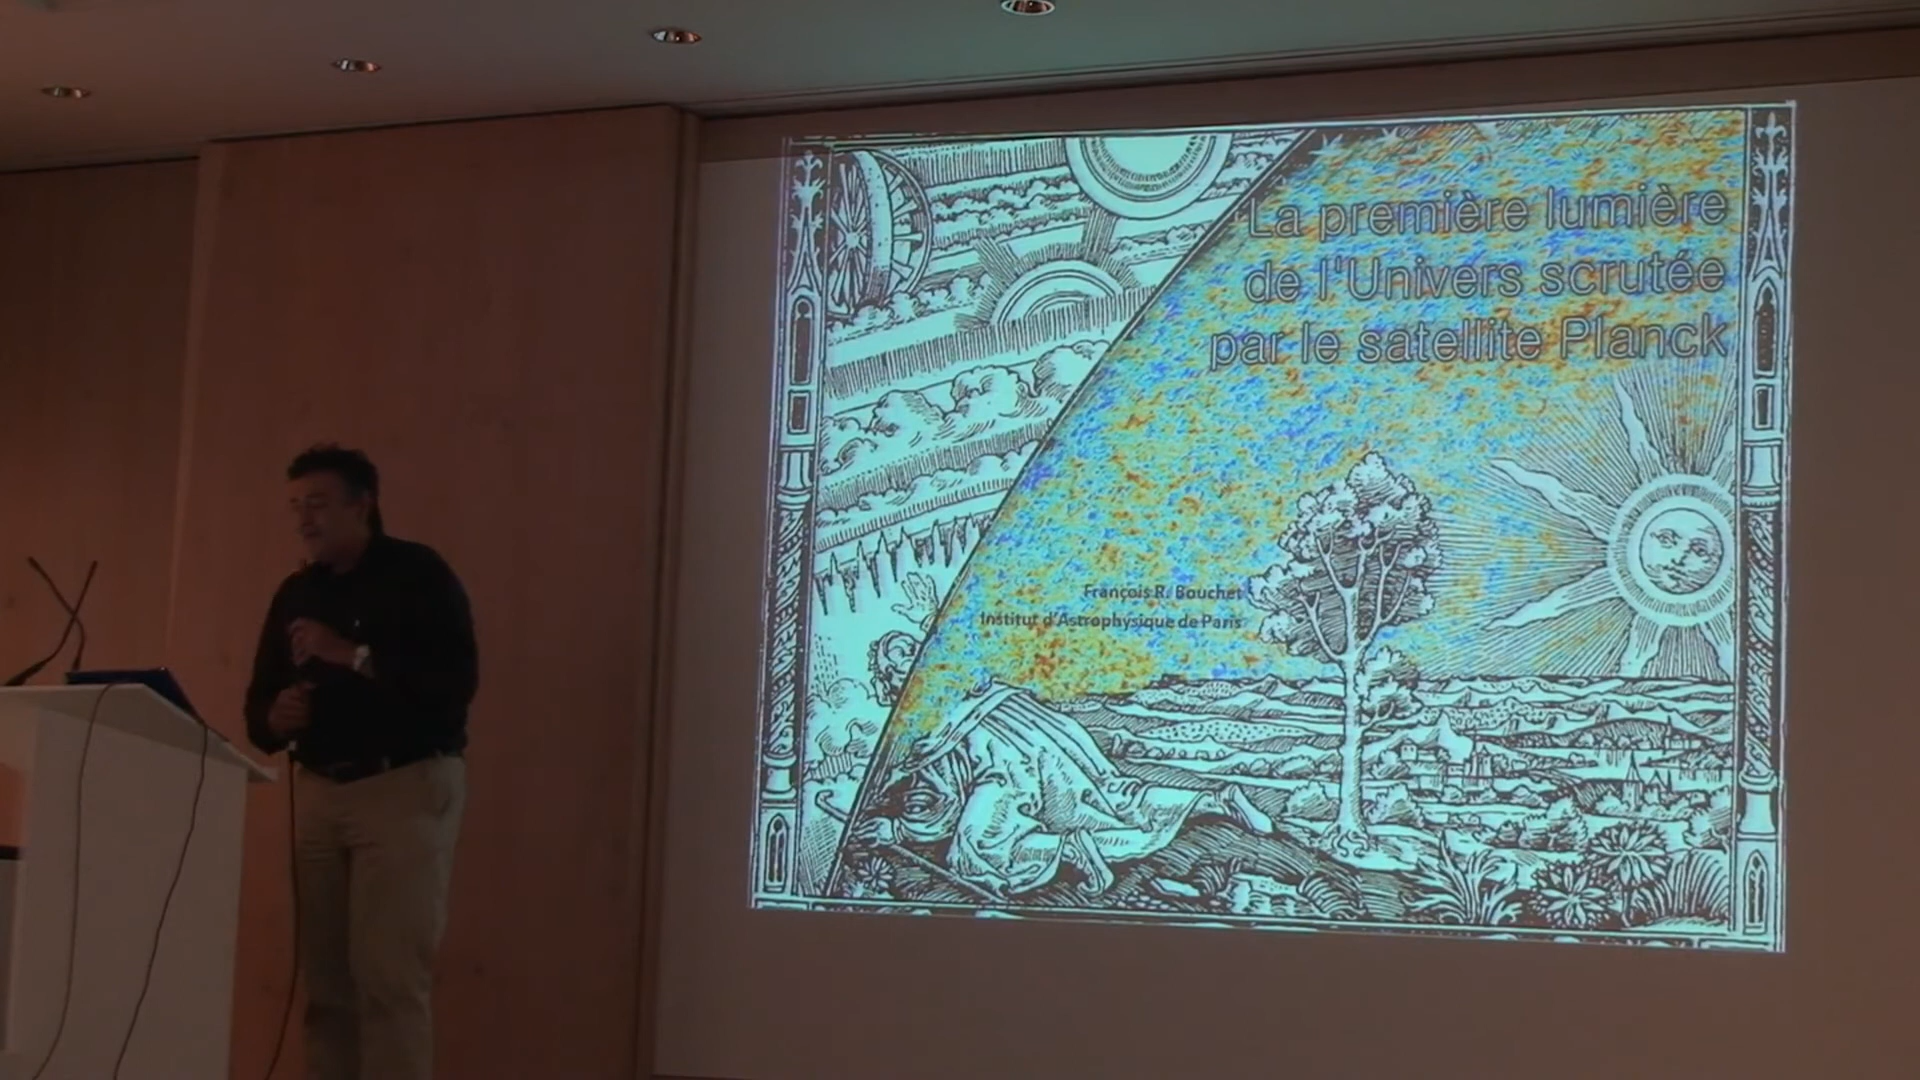 La première lumière
de l'Univers scrutée
par le satellite Planck
François R. Bouchet
Institut d'Astrophysique de Paris